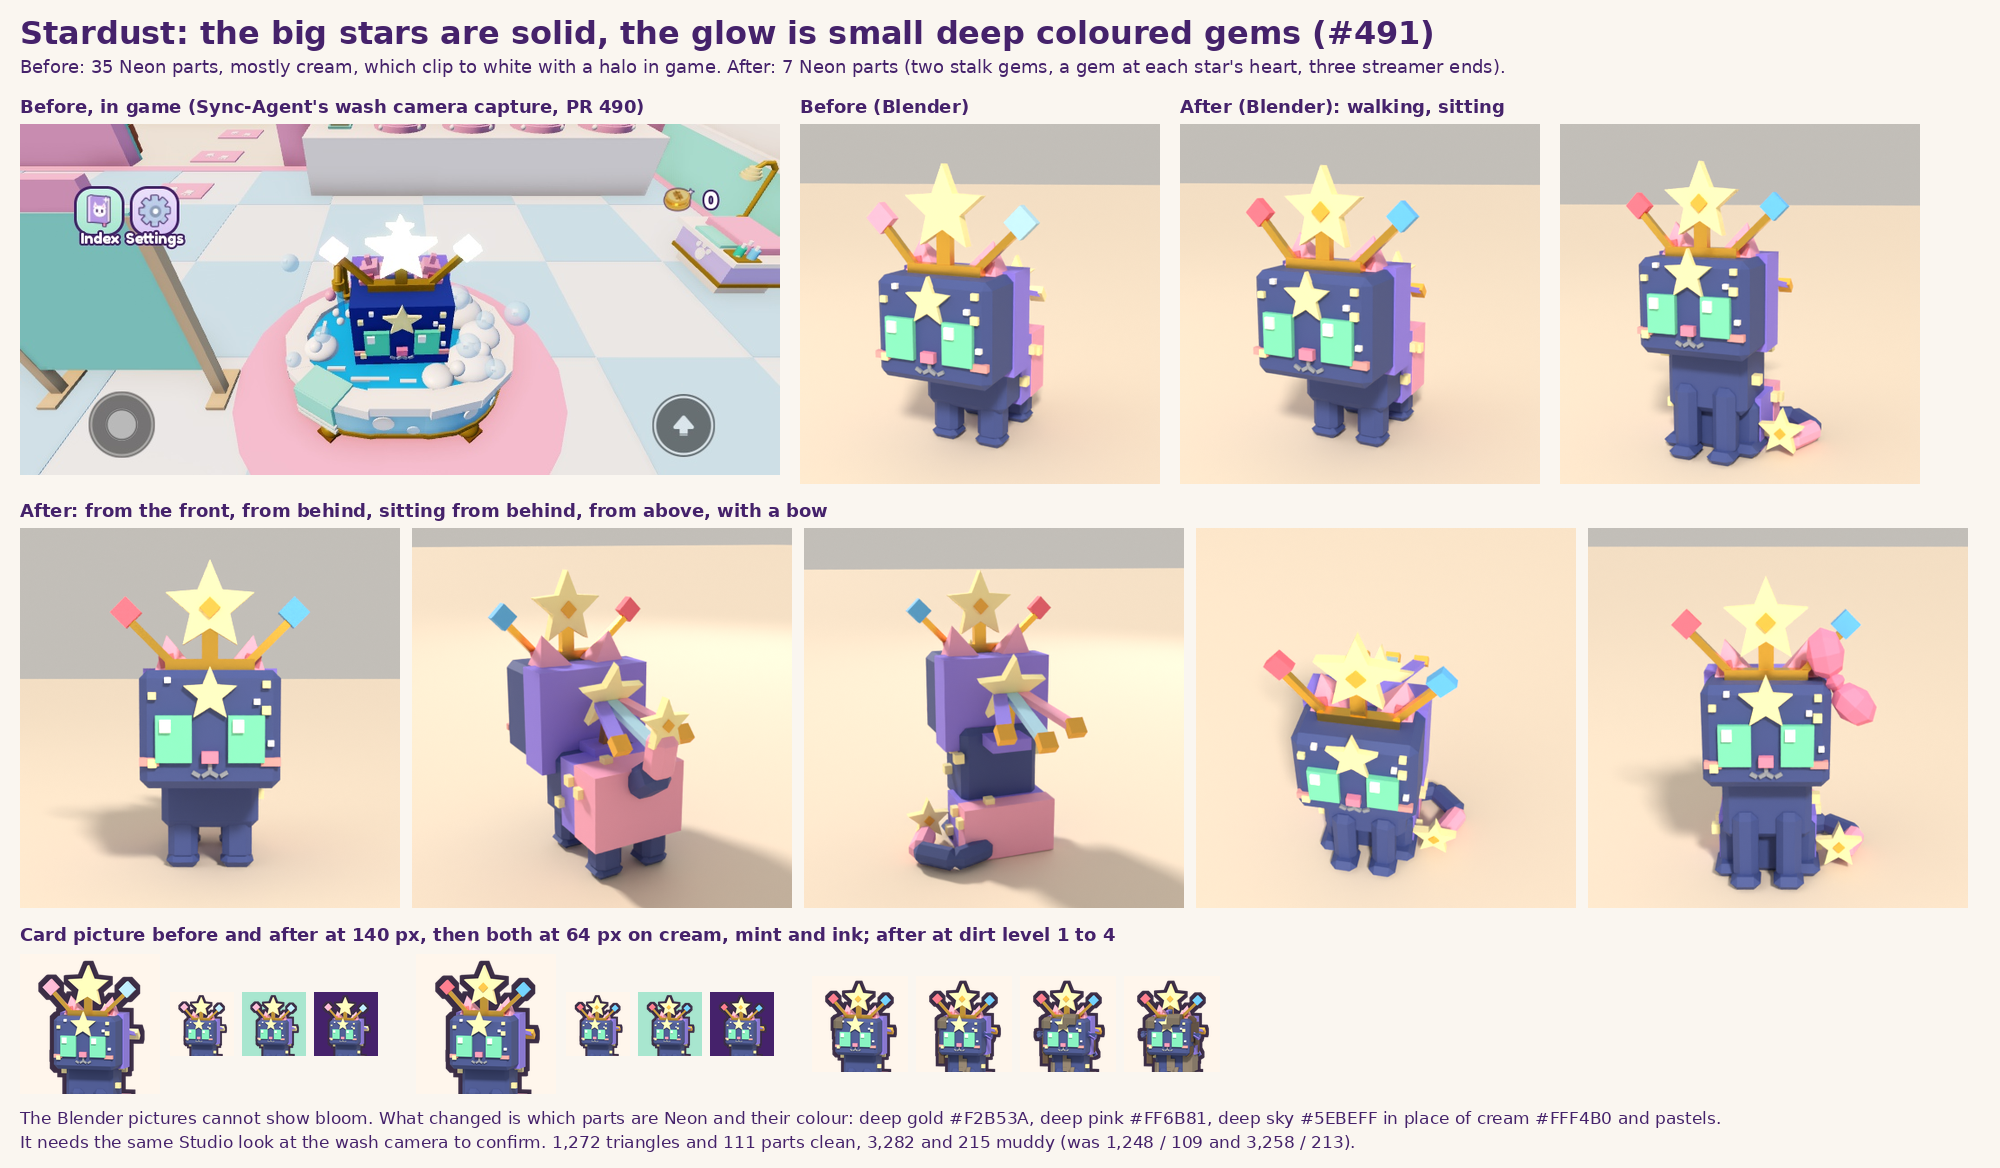 Stardust: the big stars are solid, the glow is small deep coloured gems (#491)
Before: 35 Neon parts, mostly cream, which clip to white with a halo in game. After: 7 Neon parts (two stalk gems, a gem at each star's heart, three streamer ends).
Before, in game (Sync-Agent's wash camera capture, PR 490)
Before (Blender)
After (Blender): walking, sitting
0
Index Settings
After: from the front, from behind, sitting from behind, from above, with a bow
Card picture before and after at 140 px, then both at 64 px on cream, mint and ink; after at dirt level 1 to 4
The Blender pictures cannot show bloom. What changed is which parts are Neon and their colour: deep gold #F2B53A, deep pink #FF6B81, deep sky #5EBEFF in place of cream #FFF4B0 and pastels.
It needs the same Studio look at the wash camera to confirm. 1,272 triangles and 111 parts clean, 3,282 and 215 muddy (was 1,248 / 109 and 3,258 / 213).